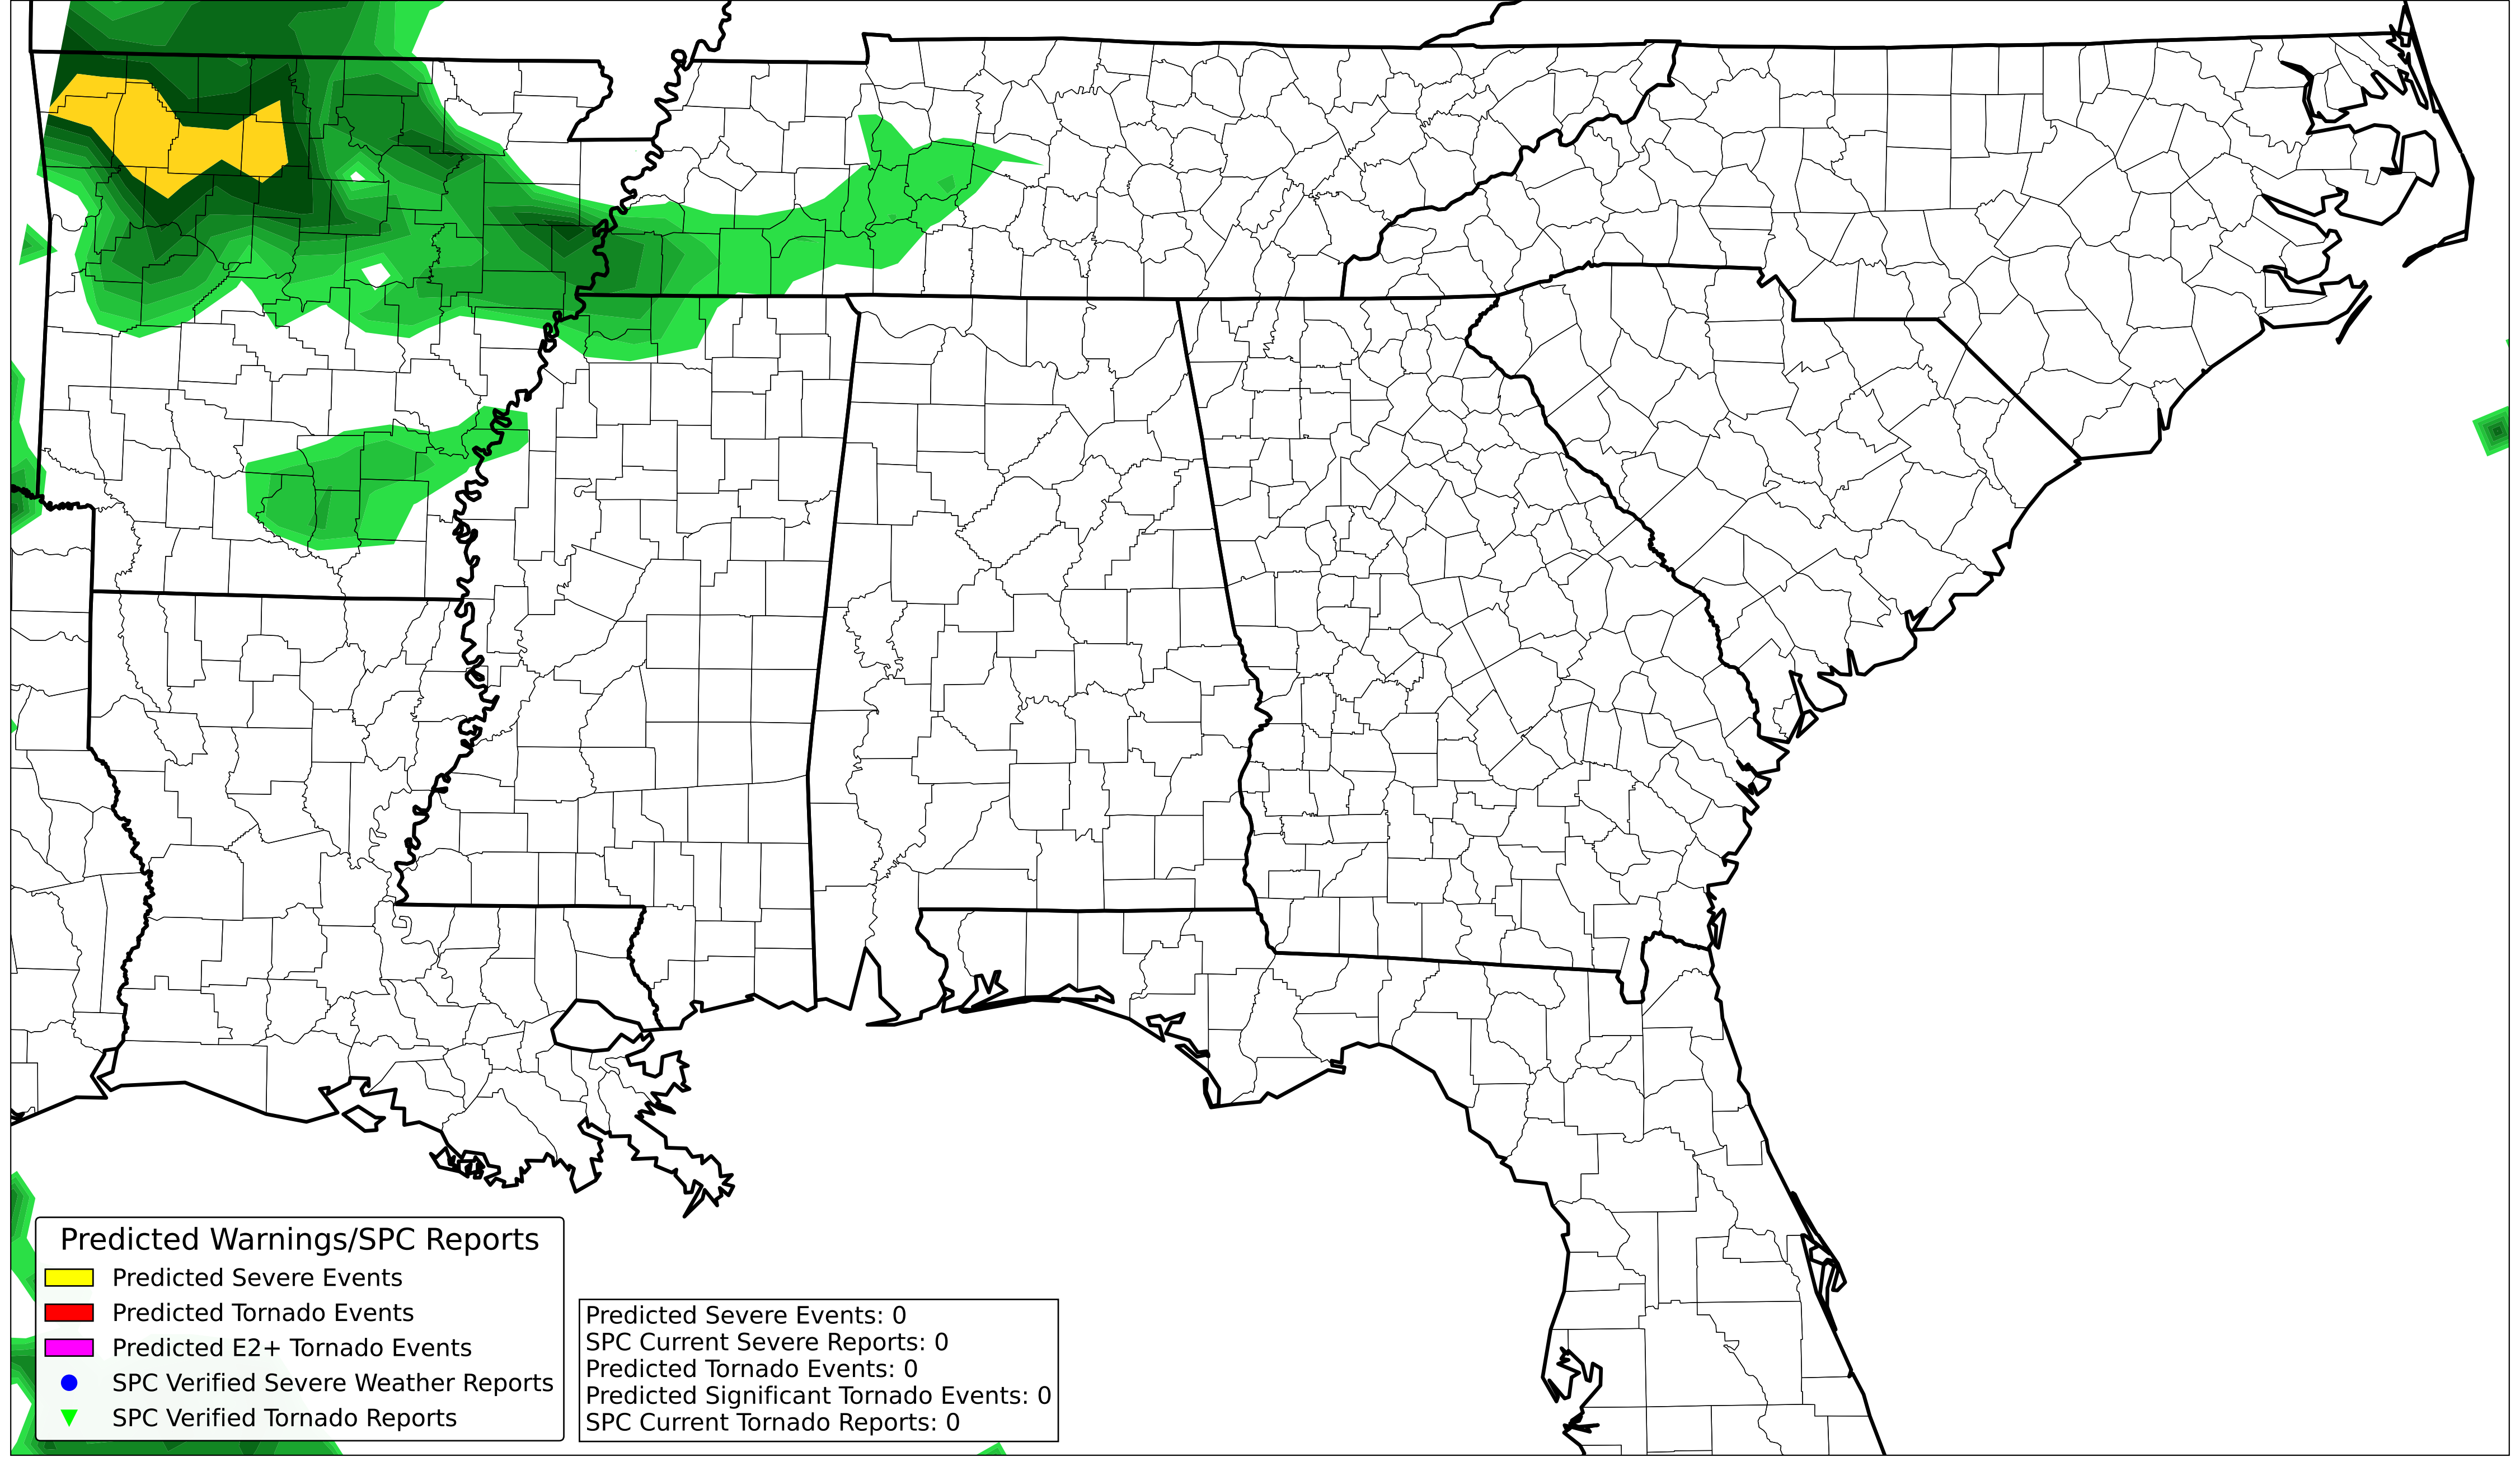 Predicted Warnings/SPC Reports
Predicted Severe Events
Predicted Tornado Events
Predicted E2+ Tornado Events
SPC Verified Severe Weather Reports
SPC Verified Tornado Reports
Predicted Severe Events: 0
SPC Current Severe Reports: 0
Predicted Tornado Events: 0
Predicted Significant Tornado Events: 0
SPC Current Tornado Reports: 0